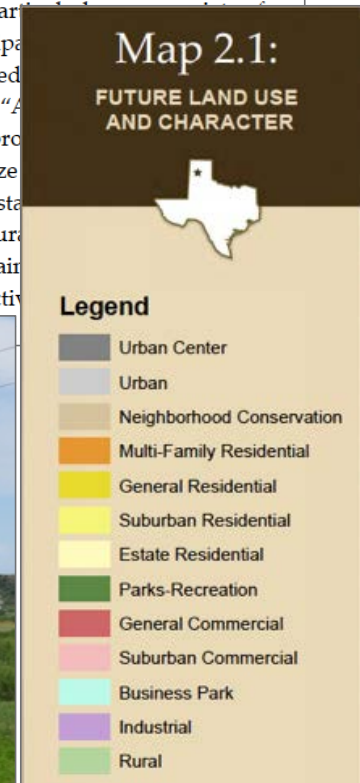 Map 2.1:
FUTURE LAND USE
AND CHARACTER
Legend
Urban Center
Urban
Neighborhood Conservation
Multi-Family Residential
General Residential
Suburban Residential
Estate Residential
Parks-Recreation
General Commercial
Suburban Commercial
Business Park
Industrial
Rural